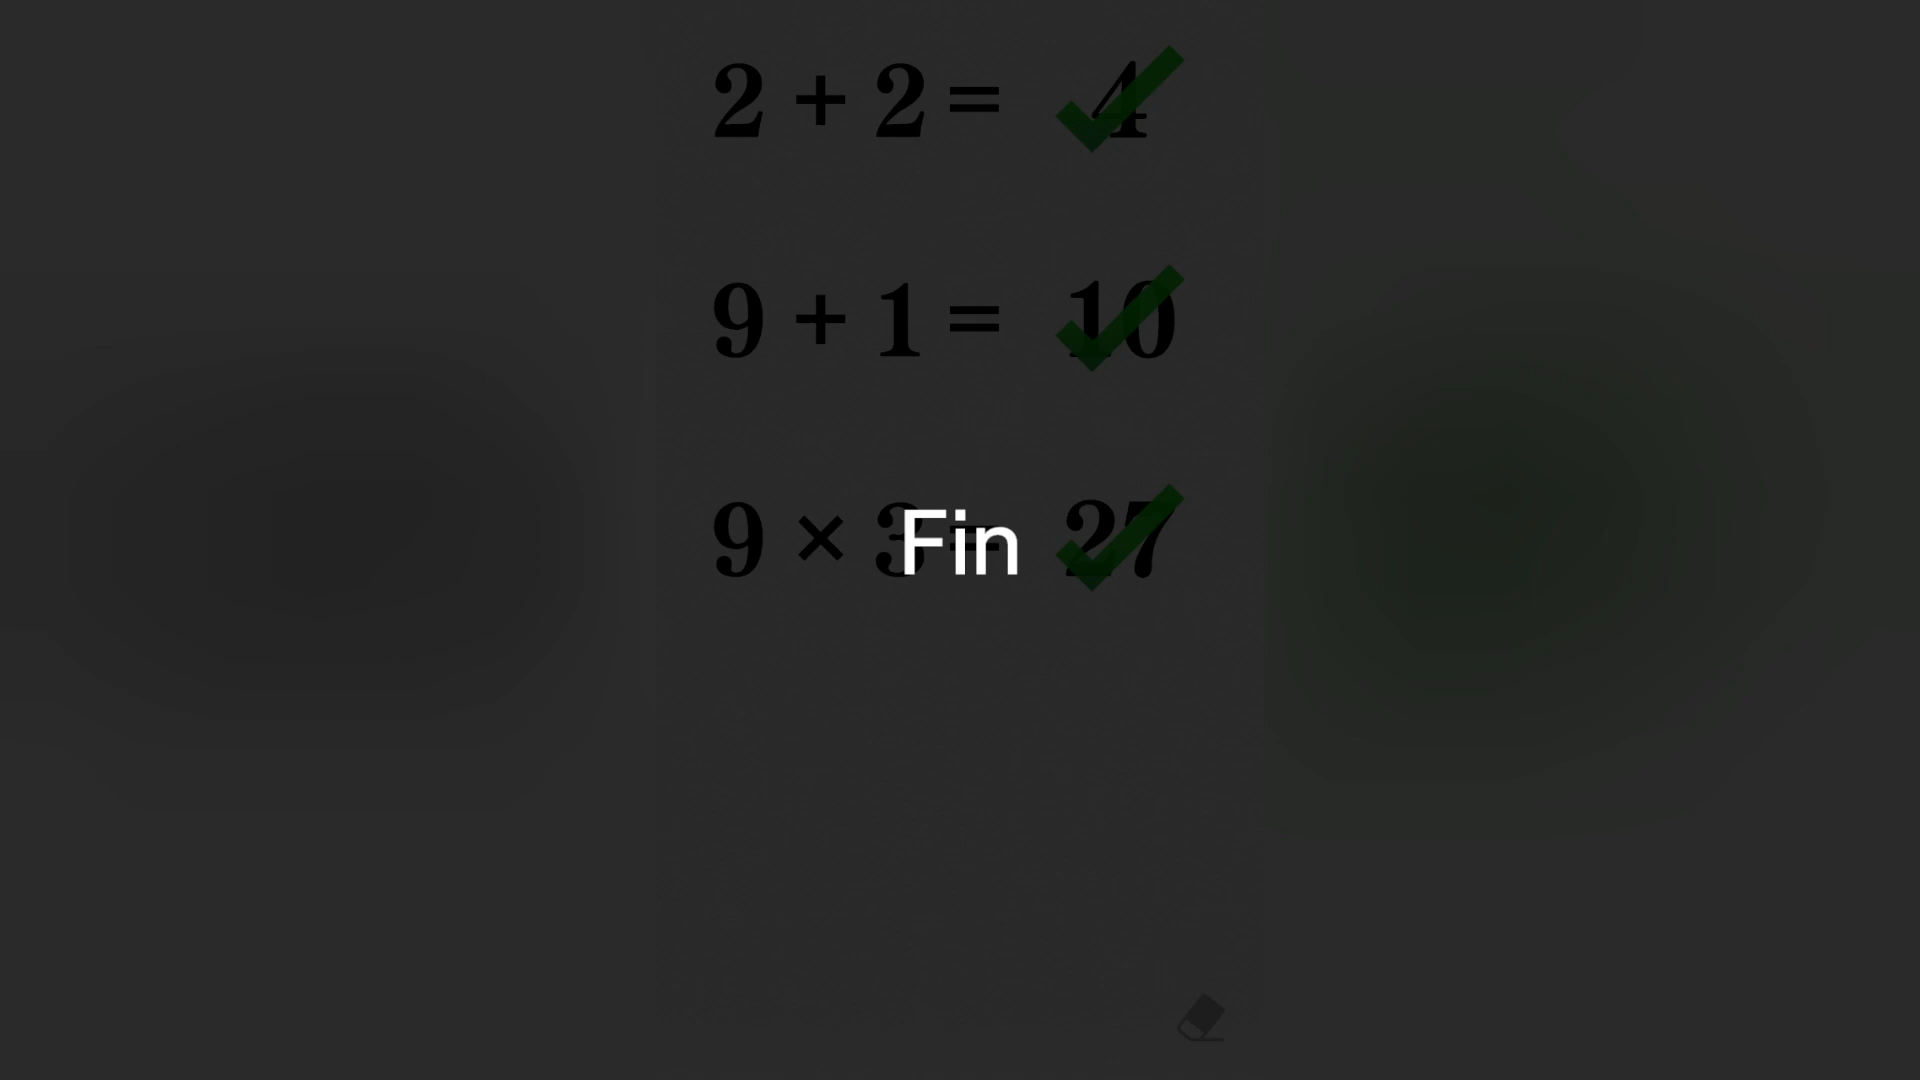 2 + 2 = 4
9 + 1 = 10
9 × 3 = 27
Fin